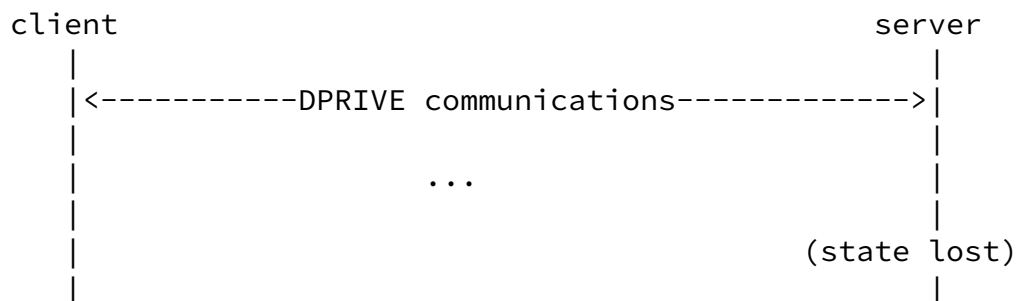 client server
|<-----------DPRIVE communications------------->|
...
(state lost)